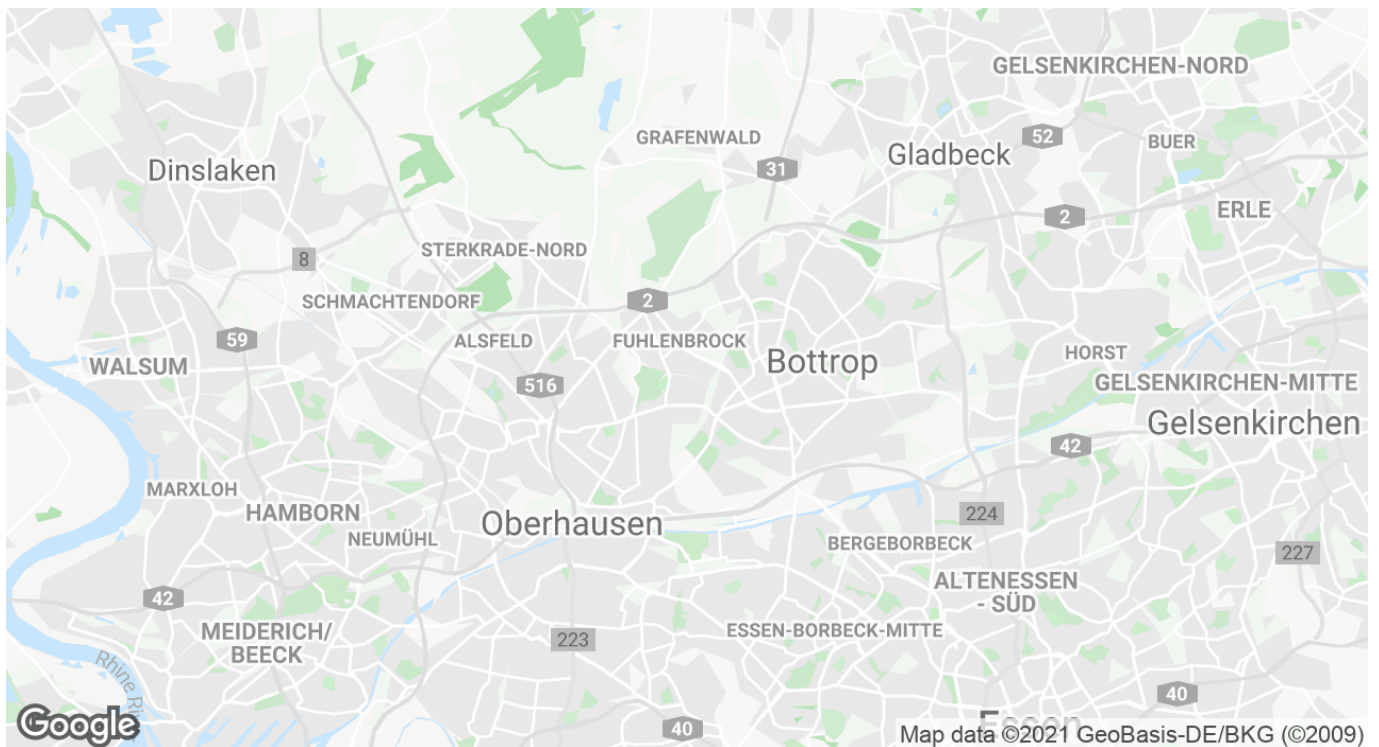 GELSENKIRCHEN-NORD
GRAFENWALD
52
BUER
Gladbeck
Dinslaken
31
ERLE
2
STERKRADE-NORD
8
SCHMACHTENDORF
2
59
ALSFELD
FUHLENBROCK
HORST
WALSUM
Bottrop
GELSENKIRCHEN-MITTE
516
Gelsenkirchen
42
MARXLOH
HAMBORN
224
Oberhausen
NEUMÜHL
BERGEBORBECK
227
ALTENESSEN
- SÜD
42
MEIDERICH/
BEECK
ESSEN-BORBECK-MITTE
223
Rhine
40
40
Essen
Google
Map data ©2021 GeoBasis-DE/BKG (©2009)